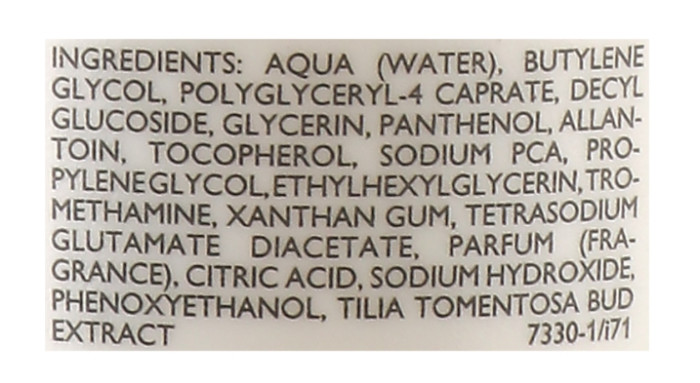 INGREDIENTS: AQUA (WATER), BUTYLENE
GLYCOL, POLYGLYCERYL-4 CAPRATE, DECYL
GLUCOSIDE, GLYCERIN, PANTHENOL, ALLAN-
TOIN, TOCOPHEROL, SODIUM PCA, PRO-
PYLENE GLYCOL, ETHYLHEXYLGLYCERIN, TRO-
METHAMINE, XANTHAN GUM, TETRASODIUM
GLUTAMATE DIACETATE, PARFUM (FRA-
GRANCE), CITRIC ACID, SODIUM HYDROXIDE,
PHENOXYETHANOL, TILIA TOMENTOSA BUD
EXTRACT 7330-1/i71